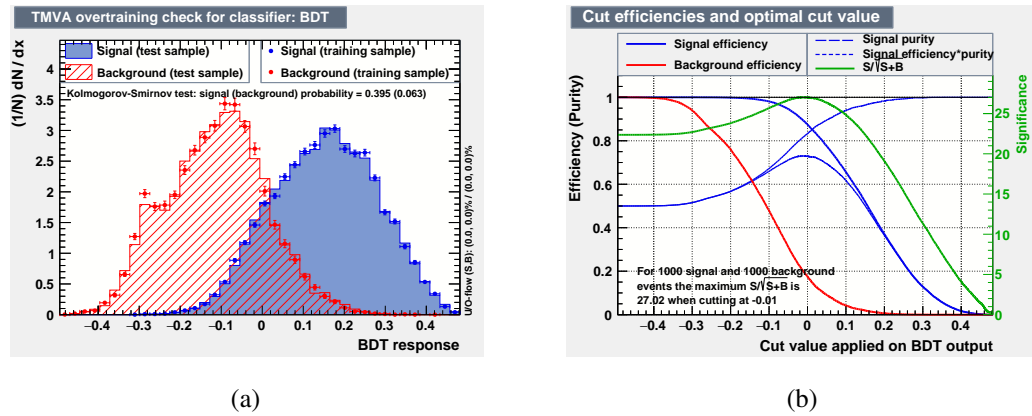 TMVA overtraining check for classifier: BDT
(1/N) dN / dx
Signal (test sample)
Background (test sample)
Signal (training sample)
Background (training sample)
Kolmogorov-Smirnov test: signal (background) probability = 0.395 (0.063)
4
3.5
3
2.5
2
1.5
1
0.5
0
−0.4 −0.3 −0.2 −0.1 0 0.1 0.2 0.3 0.4
BDT response
U/O-flow (S,B): (0.0, 0.0)% / (0.0, 0.0)%
(a)
Cut efficiencies and optimal cut value
Signal efficiency
Background efficiency
Signal purity
Signal efficiency*purity
S/√S+B
Efficiency (Purity)
1
0.8
0.6
0.4
0.2
0
Significance
25
20
15
10
5
0
For 1000 signal and 1000 background
events the maximum S/√S+B is
27.02 when cutting at -0.01
−0.4 −0.3 −0.2 −0.1 0 0.1 0.2 0.3 0.4
Cut value applied on BDT output
(b)